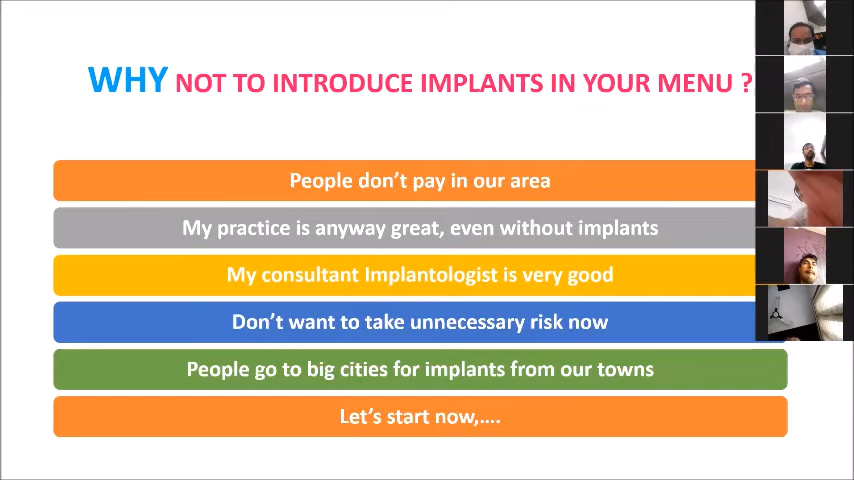 WHY NOT TO INTRODUCE IMPLANTS IN YOUR MENU ?
People don’t pay in our area
My practice is anyway great, even without implants
My consultant Implantologist is very good
Don’t want to take unnecessary risk now
People go to big cities for implants from our towns
Let’s start now,....